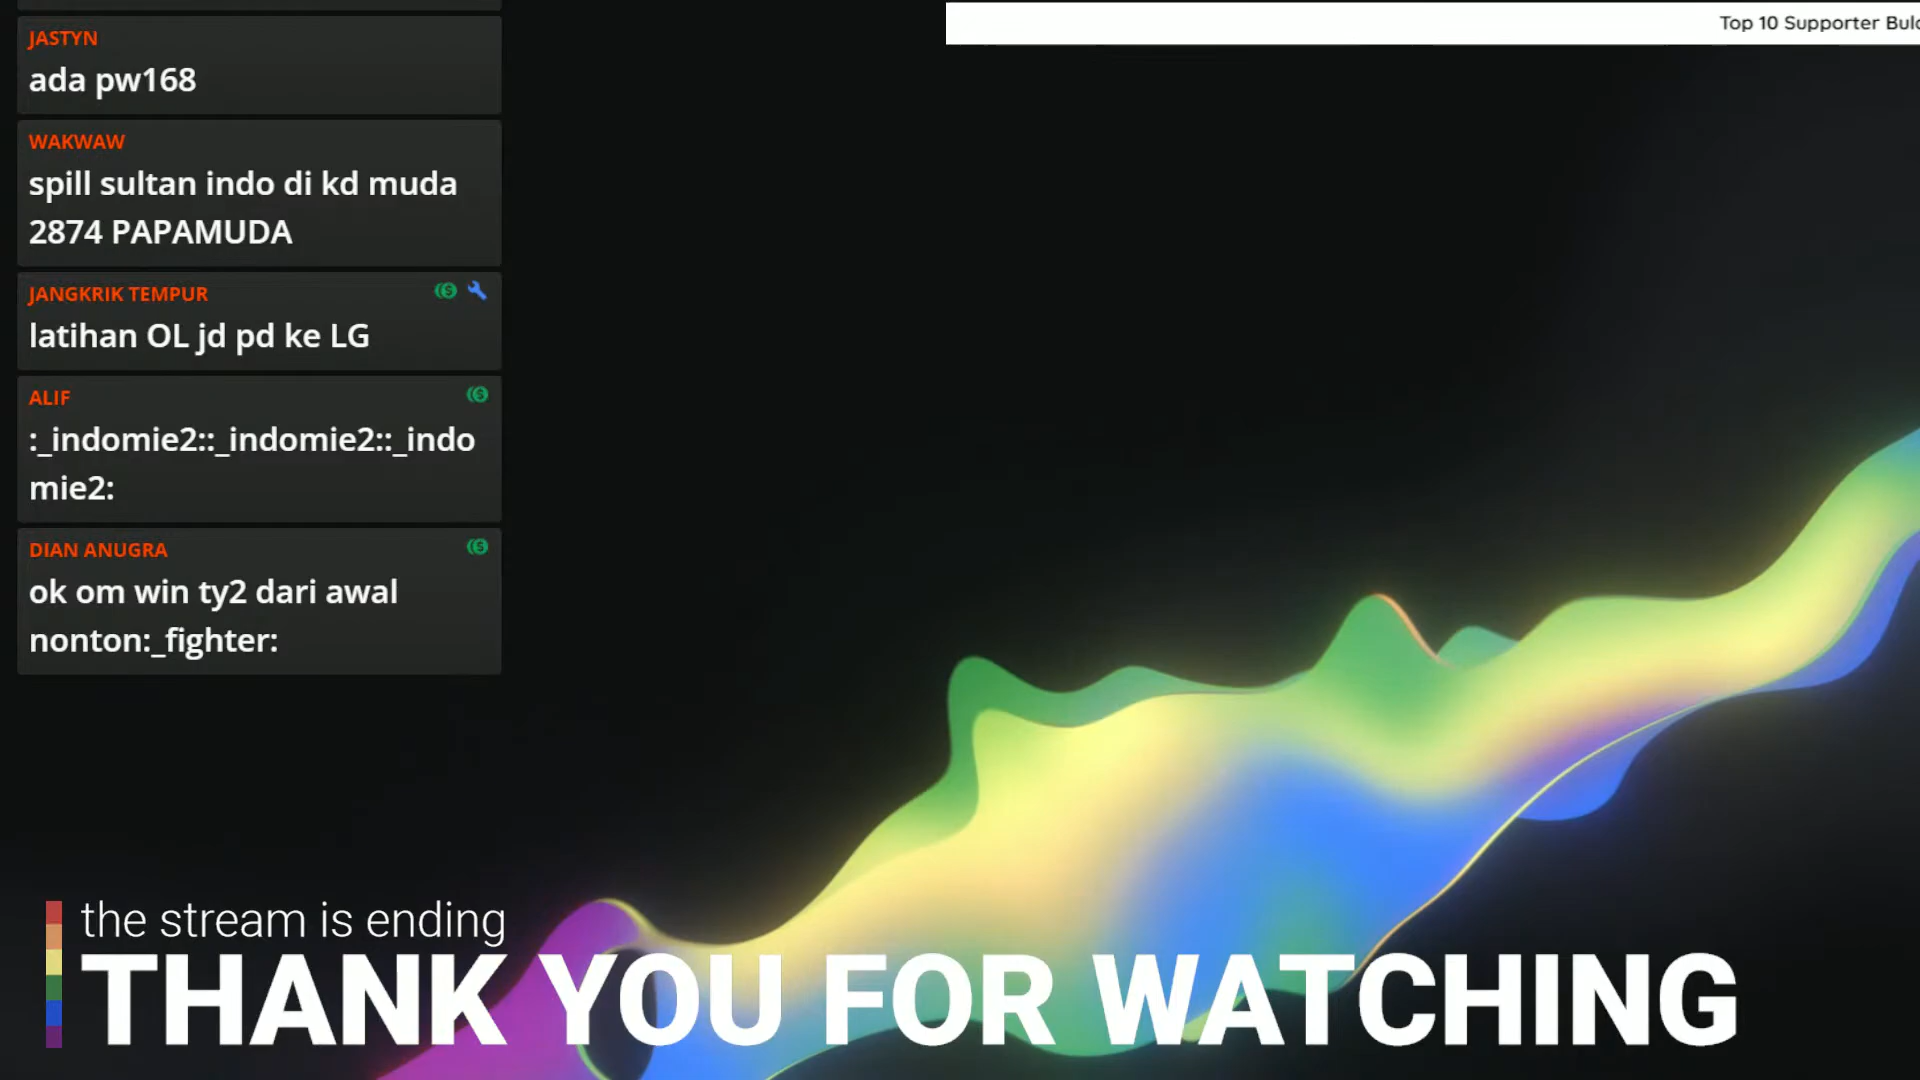 JASTYN
ada pw168
WAKWAW
spill sultan indo di kd muda
2874 PAPAMUDA
JANGKRIK TEMPUR
latihan OL jd pd ke LG
ALIF
:_indomie2::_indomie2::_indo
mie2:
DIAN ANUGRA
ok om win ty2 dari awal
nonton:_fighter:
Top 10 Supporter
the stream is ending
THANK YOU FOR WATCHING